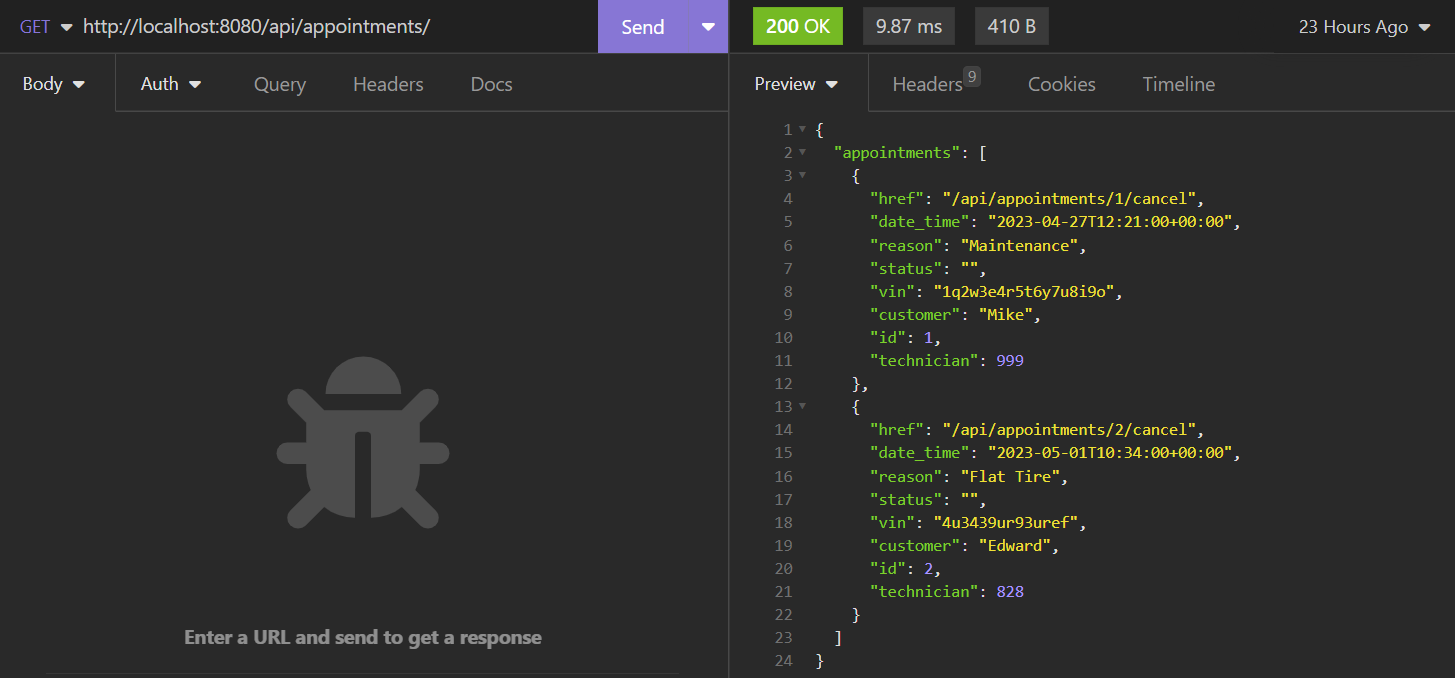 GET http://localhost:8080/api/appointments/ Send 200 OK 9.87 ms 410 B 23 Hours Ago
Body Auth Query Headers Docs Preview Headers 9 Cookies Timeline
1 {
2 "appointments": [
3 {
4 "href": "/api/appointments/1/cancel",
5 "date_time": "2023-04-27T12:21:00+00:00",
6 "reason": "Maintenance",
7 "status": "",
8 "vin": "1q2w3e4r5t6y7u8i9o",
9 "customer": "Mike",
10 "id": 1,
11 "technician": 999
12 },
13 {
14 "href": "/api/appointments/2/cancel",
15 "date_time": "2023-05-01T10:34:00+00:00",
16 "reason": "Flat Tire",
17 "status": "",
18 "vin": "4u3439ur93uref",
19 "customer": "Edward",
20 "id": 2,
21 "technician": 828
22 }
23 ]
24 }
Enter a URL and send to get a response